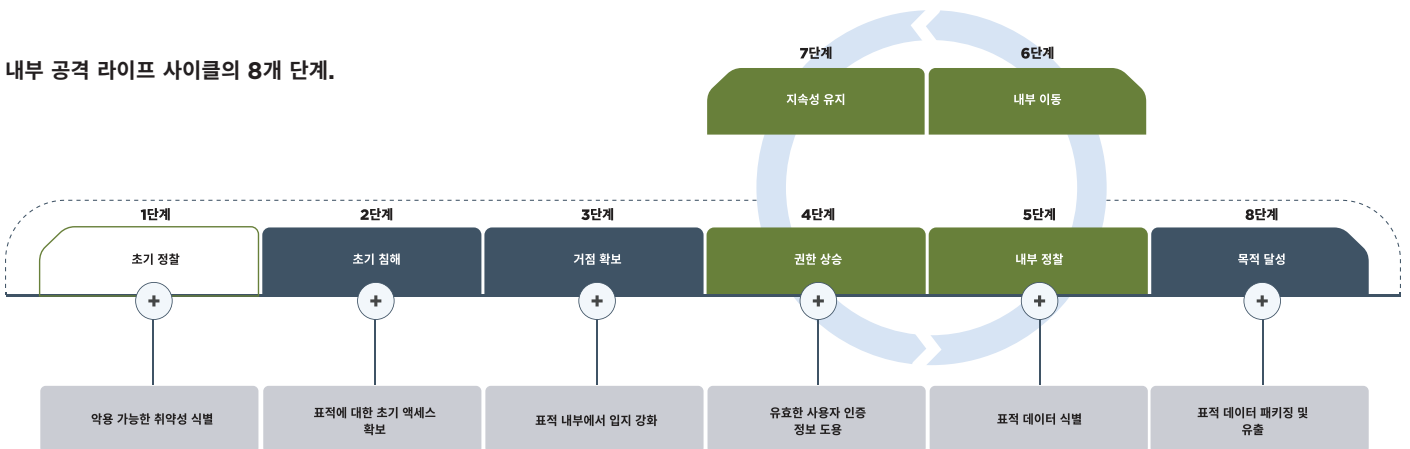 내부 공격 라이프 사이클의 8개 단계.
7단계
6단계
지속성 유지
내부 이동
1단계
2단계
3단계
4단계
5단계
8단계
초기 정찰
초기 침해
거점 확보
권한 상승
내부 정찰
목적 달성
악용 가능한 취약성 식별
표적에 대한 초기 액세스
확보
표적 내부에서 입지 강화
유효한 사용자 인증
정보 도용
표적 데이터 식별
표적 데이터 패키징 및
유출